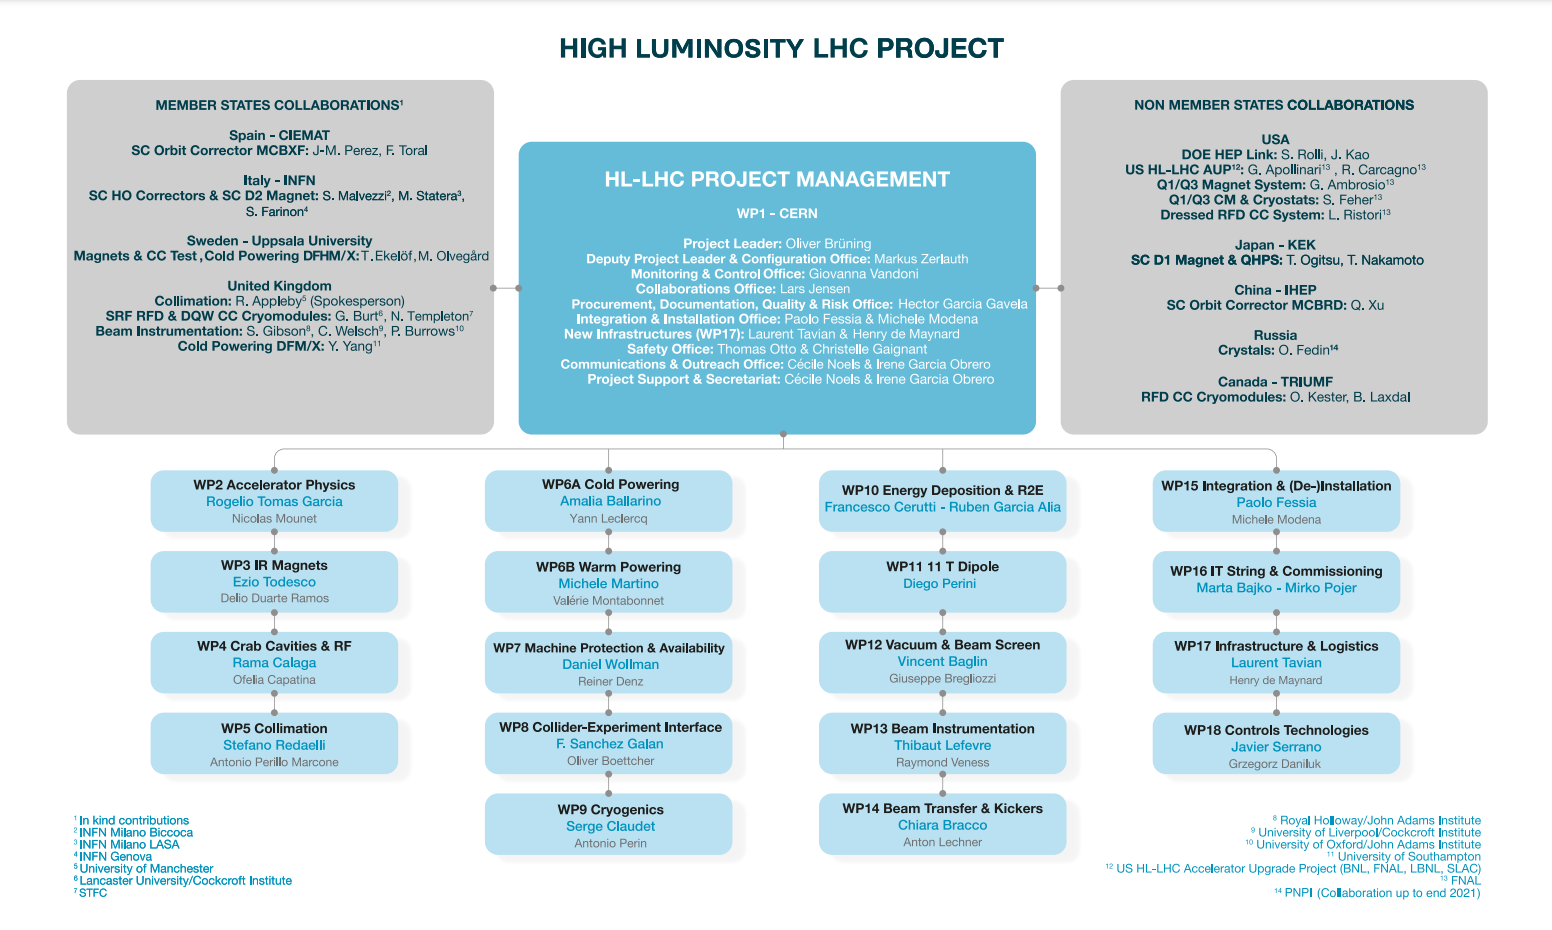 HIGH LUMINOSITY LHC PROJECT
MEMBER STATES COLLABORATIONS¹
Spain - CIEMAT
SC Orbit Corrector MCBXF: J-M. Perez, F. Toral
Italy - INFN
SC HO Correctors & SC D2 Magnet: S. Malvezzi², M. Statera³,
S. Farinon⁴
Sweden - Uppsala University
Magnets & CC Test ,Cold Powering DFHM/X: T. Ekelöf, M. Olvegård
United Kingdom
Collimation: R. Appleby⁵ (Spokesperson)
SRF RFD & DQW CC Cryomodules: G. Burt⁶, N. Templeton⁷
Beam Instrumentation: S. Gibson⁸, C. Welsch⁹, P. Burrows¹⁰
Cold Powering DFM/X: Y. Yang¹¹
HL-LHC PROJECT MANAGEMENT
WP1 - CERN
Project Leader: Oliver Brüning
Deputy Project Leader & Configuration Office: Markus Zerlauth
Monitoring & Control Office: Giovanna Vandoni
Collaborations Office: Lars Jensen
Procurement, Documentation, Quality & Risk Office: Hector Garcia Gavela
Integration & Installation Office: Paolo Fessia & Michele Modena
New Infrastructures (WP17): Laurent Tavian & Henry de Maynard
Safety Office: Thomas Otto & Christelle Gaignant
Communications & Outreach Office: Cécile Noels & Irene Garcia Obrero
Project Support & Secretariat: Cécile Noels & Irene Garcia Obrero
NON MEMBER STATES COLLABORATIONS
USA
DOE HEP Link: S. Rolli, J. Kao
US HL-LHC AUP¹²: G. Apollinari¹³ , R. Carcagno¹³
Q1/Q3 Magnet System: G. Ambrosio¹³
Q1/Q3 CM & Cryostats: S. Feher¹³
Dressed RFD CC System: L. Ristori¹³
Japan - KEK
SC D1 Magnet & QHPS: T. Ogitsu, T. Nakamoto
China - IHEP
SC Orbit Corrector MCBRD: Q. Xu
Russia
Crystals: O. Fedin¹⁴
Canada - TRIUMF
RFD CC Cryomodules: O. Kester, B. Laxdal
WP2 Accelerator Physics
Rogelio Tomas Garcia
Nicolas Mounet
WP3 IR Magnets
Ezio Todesco
Delio Duarte Ramos
WP4 Crab Cavities & RF
Rama Calaga
Ofelia Capatina
WP5 Collimation
Stefano Redaelli
Antonio Perillo Marcone
WP6A Cold Powering
Amalia Ballarino
Yann Leclercq
WP6B Warm Powering
Michele Martino
Valérie Montabonnet
WP7 Machine Protection & Availability
Daniel Wollman
Reiner Denz
WP8 Collider-Experiment Interface
F. Sanchez Galan
Oliver Boettcher
WP9 Cryogenics
Serge Claudet
Antonio Perin
WP10 Energy Deposition & R2E
Francesco Cerutti - Ruben Garcia Alia
WP11 11 T Dipole
Diego Perini
WP12 Vacuum & Beam Screen
Vincent Baglin
Giuseppe Bregliozzi
WP13 Beam Instrumentation
Thibaut Lefevre
Raymond Veness
WP14 Beam Transfer & Kickers
Chiara Bracco
Anton Lechner
WP15 Integration & (De-)Installation
Paolo Fessia
Michele Modena
WP16 IT String & Commissioning
Marta Bajko - Mirko Pojer
WP17 Infrastructure & Logistics
Laurent Tavian
Henry de Maynard
WP18 Controls Technologies
Javier Serrano
Grzegorz Daniluk
¹ In kind contributions
² INFN Milano Biccoca
³ INFN Milano LASA
⁴ INFN Genova
⁵ University of Manchester
⁶ Lancaster University/Cockcroft Institute
⁷ STFC
⁸ Royal Holloway/John Adams Institute
⁹ University of Liverpool/Cockcroft Institute
¹⁰ University of Oxford/John Adams Institute
¹¹ University of Southampton
¹² US HL-LHC Accelerator Upgrade Project (BNL, FNAL, LBNL, SLAC)
¹³ FNAL
¹⁴ PNPI (Collaboration up to end 2021)